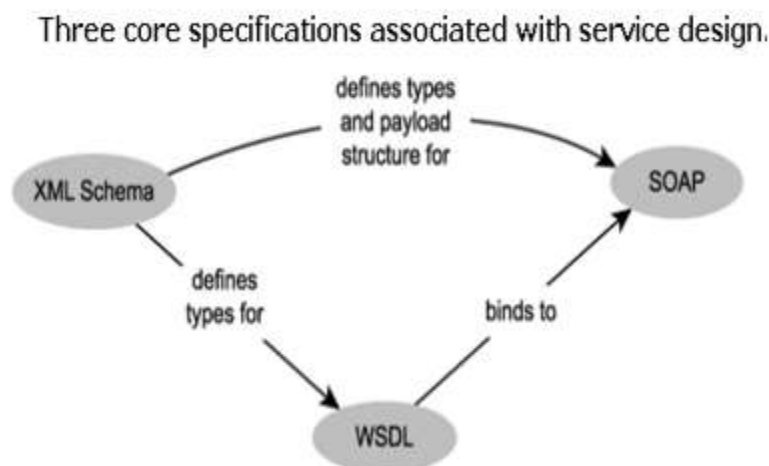 Three core specifications associated with service design.
defines types
and payload
structure for
XML Schema
SOAP
defines
types for
binds to
WSDL